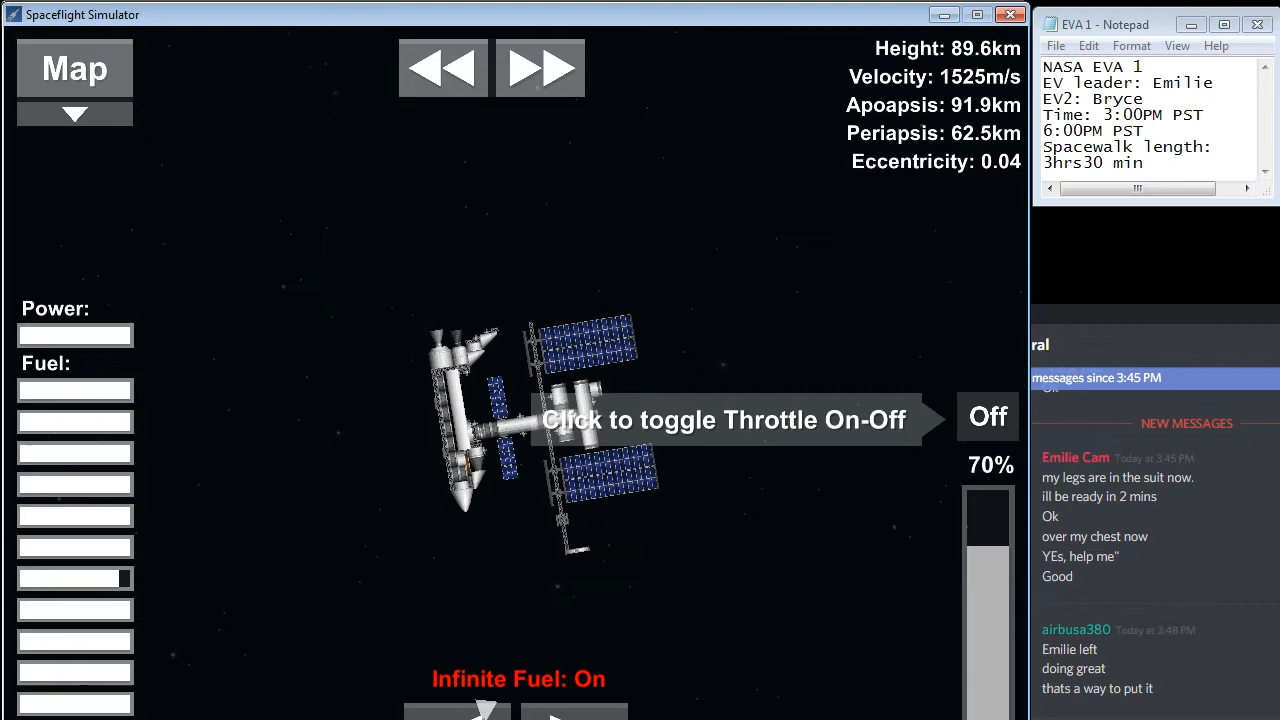 Spaceflight Simulator
Map
Height: 89.6km
Velocity: 1525m/s
Apoapsis: 91.9km
Periapsis: 62.5km
Eccentricity: 0.04
Power:
Fuel:
Click to toggle Throttle On-Off
Off
70%
Infinite Fuel: On
EVA 1 - Notepad
File Edit Format View Help
NASA EVA 1
EV leader: Emilie
EV2: Bryce
Time: 3:00PM PST
6:00PM PST
Spacewalk length:
3hrs30 min
ral
messages since 3:45 PM
NEW MESSAGES
Emilie Cam Today at 3:45 PM
my legs are in the suit now.
ill be ready in 2 mins
Ok
over my chest now
YEs, help me"
Good
airbusa380 Today at 3:48 PM
Emilie left
doing great
thats a way to put it